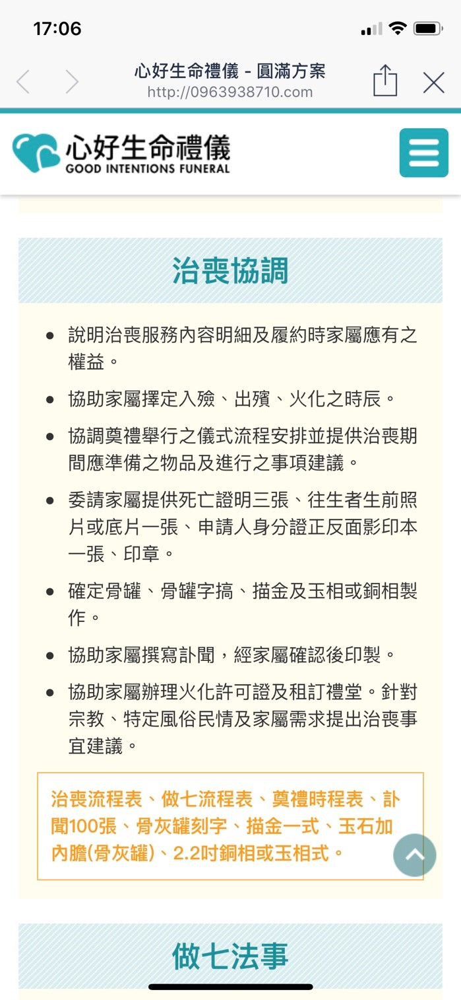 17:06
心好生命禮儀 - 圓滿方案
http://0963938710.com
心好生命禮儀
GOOD INTENTIONS FUNERAL
治喪協調
說明治喪服務內容明細及履約時家屬應有之
權益。
協助家屬擇定入殮、出殯、火化之時辰。
協調奠禮舉行之儀式流程安排並提供治喪期
間應準備之物品及進行之事項建議。
委請家屬提供死亡證明三張、往生者生前照
片或底片一張、申請人身分證正反面影印本
一張、印章。
確定骨罐、骨罐字搞、描金及玉相或銅相製
作。
協助家屬撰寫訃聞，經家屬確認後印製。
協助家屬辦理火化許可證及租訂禮堂。針對
宗教、特定風俗民情及家屬需求提出治喪事
宜建議。
治喪流程表、做七流程表、奠禮時程表、訃
聞100張、骨灰罐刻字、描金一式、玉石加
內膽(骨灰罐)、2.2吋銅相或玉相式。
做七法事